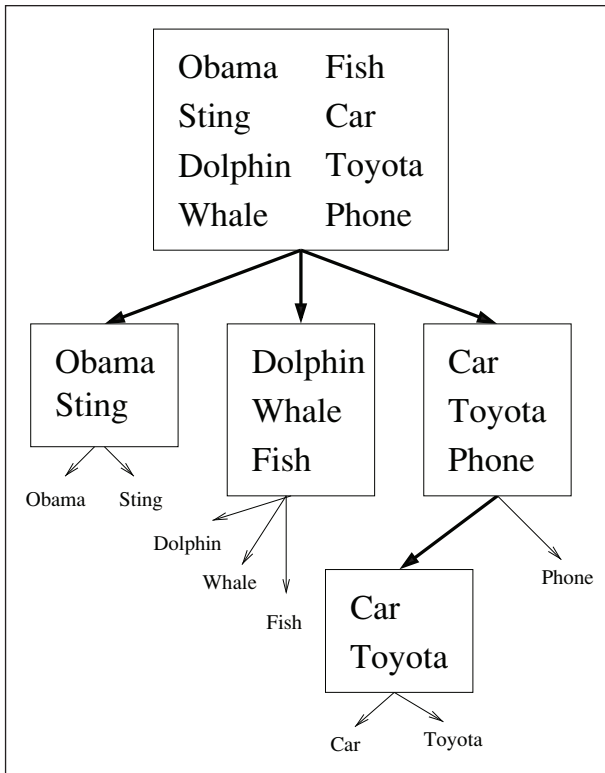 Obama Fish
Sting Car
Dolphin Toyota
Whale Phone
Obama
Sting
Dolphin
Whale
Fish
Car
Toyota
Phone
Obama
Sting
Dolphin
Whale
Fish
Phone
Car
Toyota
Car
Toyota